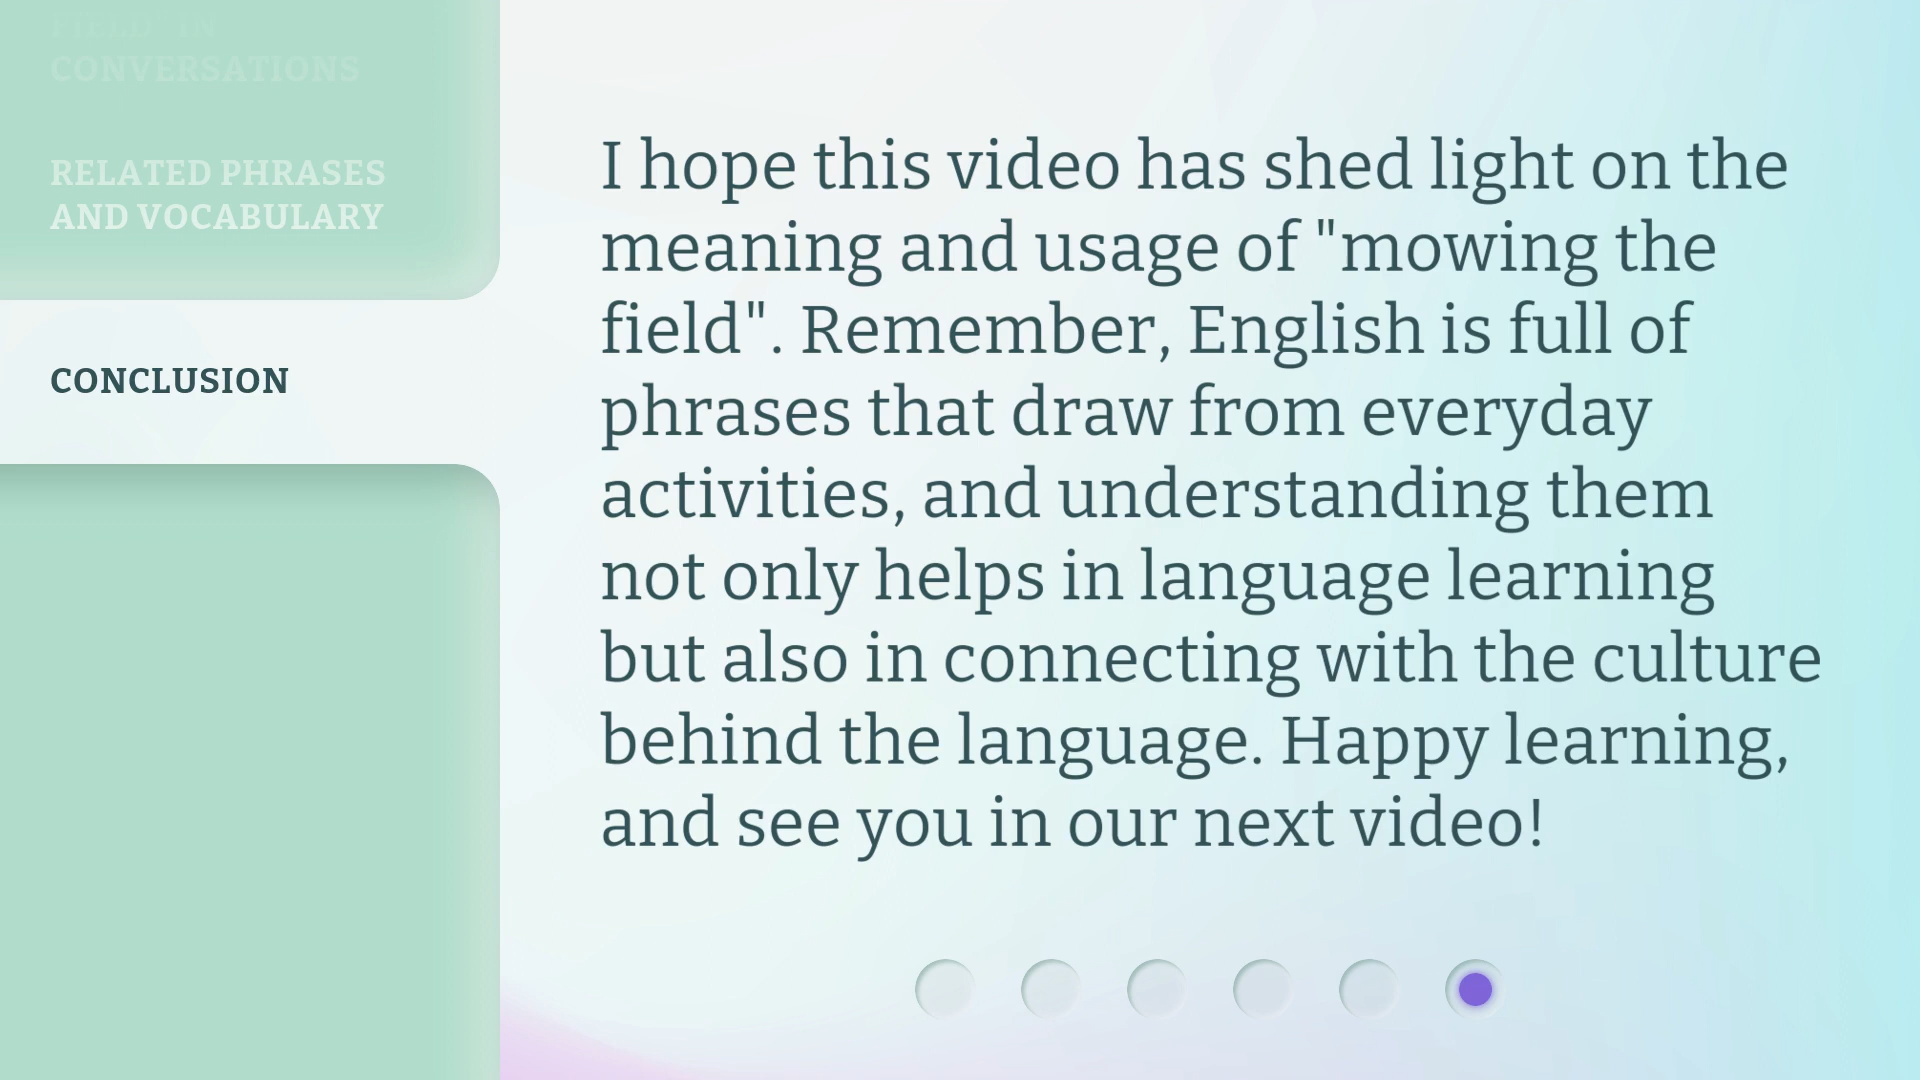 FIELD" IN
CONVERSATIONS
RELATED PHRASES
AND VOCABULARY
CONCLUSION
I hope this video has shed light on the
meaning and usage of "mowing the
field". Remember, English is full of
phrases that draw from everyday
activities, and understanding them
not only helps in language learning
but also in connecting with the culture
behind the language. Happy learning,
and see you in our next video!